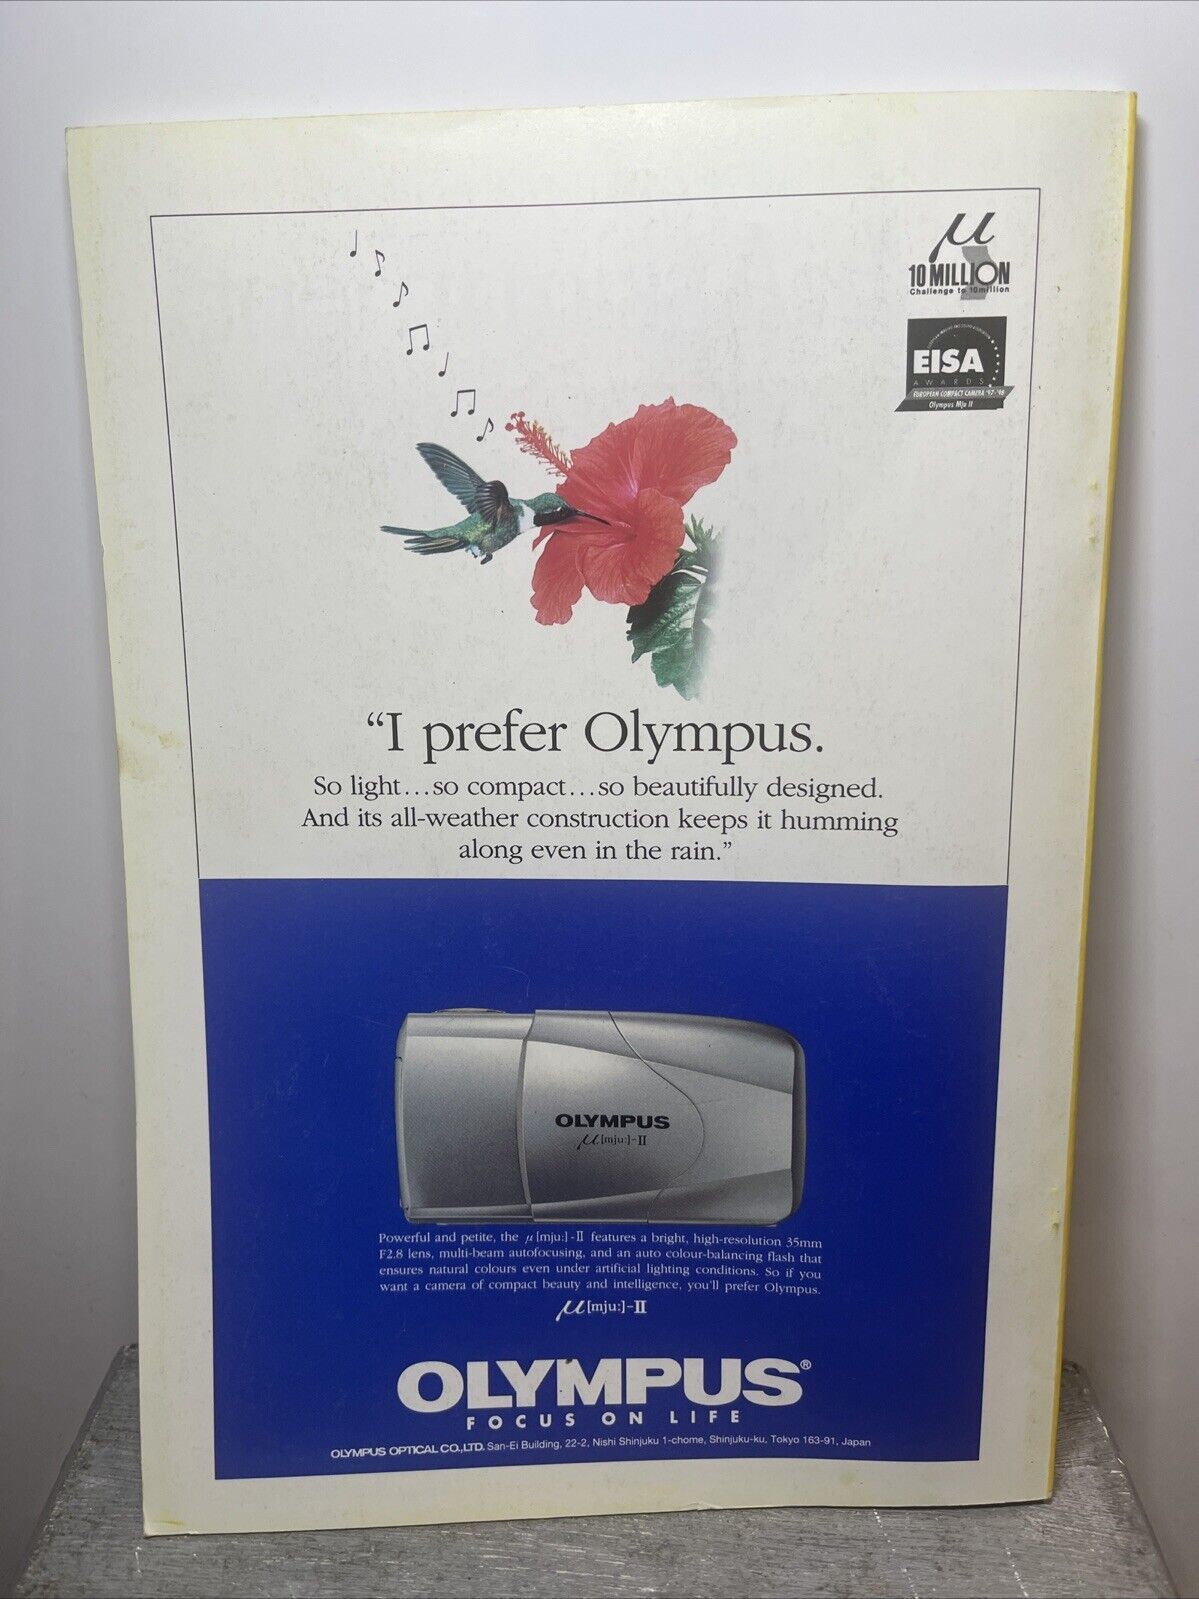 μ
10 MILLION
Challenge to 10million
EISA
AWARDS
EUROPEAN COMPACT CAMERA '97-'98
Olympus Mju II
“I prefer Olympus.
So light...so compact...so beautifully designed.
And its all-weather construction keeps it humming
along even in the rain.”
OLYMPUS
μ[mju:]-II
Powerful and petite, the μ[mju:]-II features a bright, high-resolution 35mm
F2.8 lens, multi-beam autofocusing, and an auto colour-balancing flash that
ensures natural colours even under artificial lighting conditions. So if you
want a camera of compact beauty and intelligence, you'll prefer Olympus.
μ[mju:]-II
OLYMPUS®
FOCUS ON LIFE
OLYMPUS OPTICAL CO.,LTD. San-Ei Building, 22-2, Nishi Shinjuku 1-chome, Shinjuku-ku, Tokyo 163-91, Japan